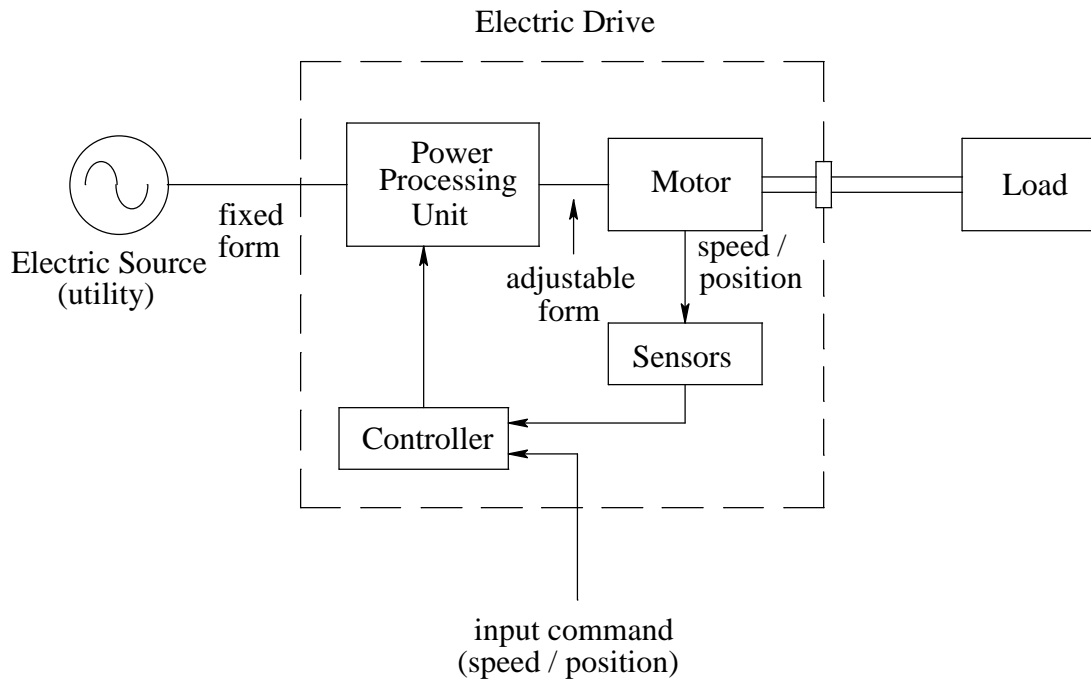 Electric Drive
Power
Processing
Unit
Motor
Load
fixed
form
Electric Source
(utility)
adjustable
form
speed /
position
Sensors
Controller
input command
(speed / position)